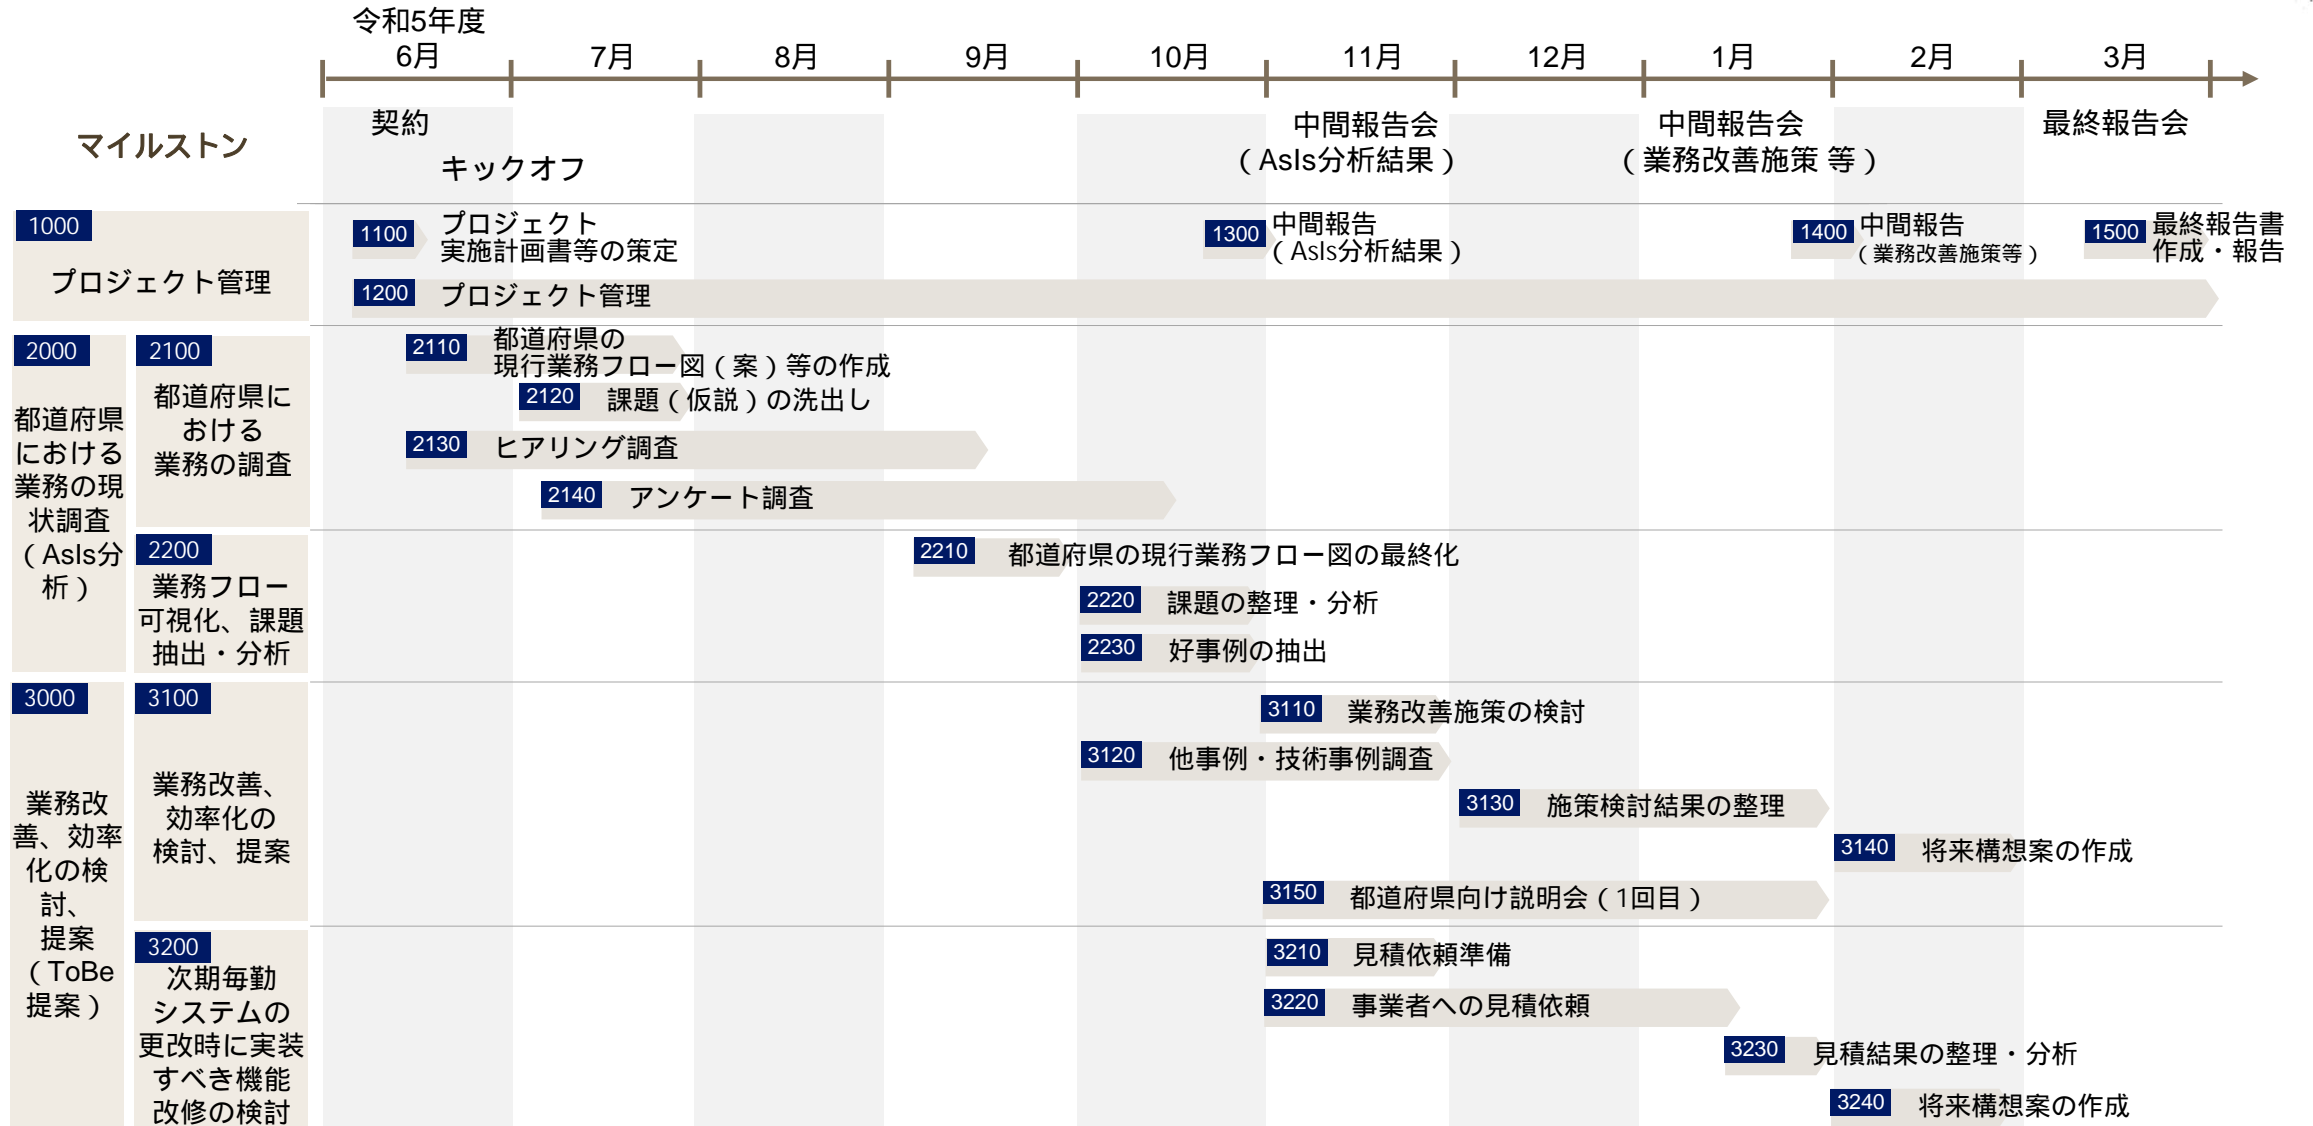 令和5年度
6月
7月
8月
9月
10月
11月
12月
1月
2月
3月
マイルストン
契約
キックオフ
中間報告会
（AsIs分析結果）
中間報告会
（業務改善施策 等）
最終報告会
1000
プロジェクト管理
1100
プロジェクト
実施計画書等の策定
1300
中間報告
（AsIs分析結果）
1400
中間報告
（業務改善施策等）
1500
最終報告書
作成・報告
1200
プロジェクト管理
2000
都道府県
における
業務の現
状調査
（AsIs分
析）
2100
都道府県に
おける
業務の調査
2110
都道府県の
現行業務フロー図（案）等の作成
2120
課題（仮説）の洗出し
2130
ヒアリング調査
2140
アンケート調査
2200
業務フロー
可視化、課題
抽出・分析
2210
都道府県の現行業務フロー図の最終化
2220
課題の整理・分析
2230
好事例の抽出
3000
業務改
善、効率
化の検
討、
提案
（ToBe
提案）
3100
業務改善、
効率化の
検討、提案
3110
業務改善施策の検討
3120
他事例・技術事例調査
3130
施策検討結果の整理
3140
将来構想案の作成
3150
都道府県向け説明会（1回目）
3200
次期毎勤
システムの
更改時に実装
すべき機能
改修の検討
3210
見積依頼準備
3220
事業者への見積依頼
3230
見積結果の整理・分析
3240
将来構想案の作成